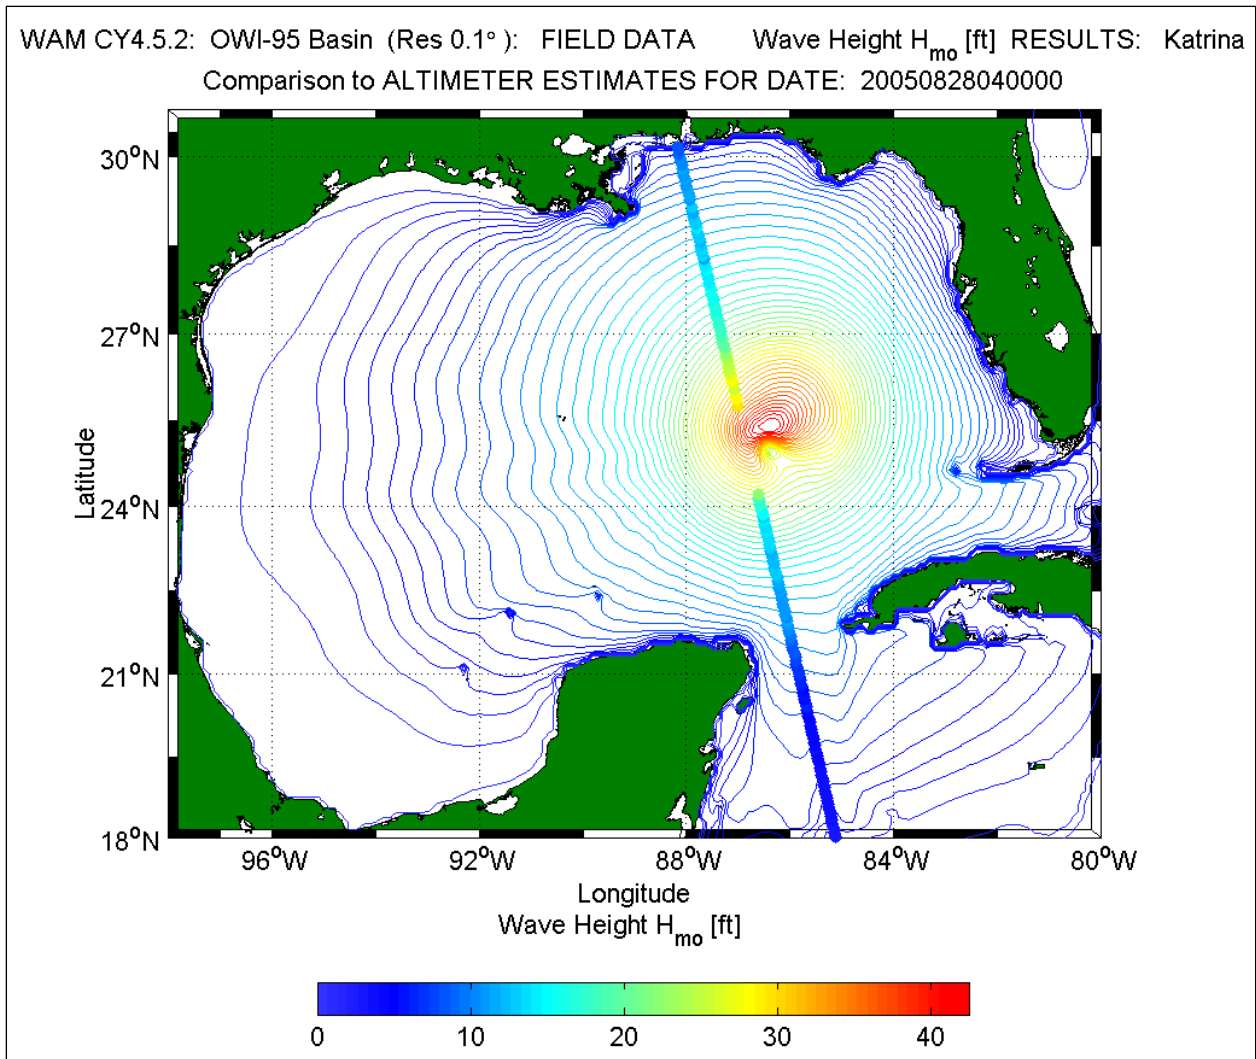 WAM CY4.5.2: OWI-95 Basin (Res 0.1°): FIELD DATA Wave Height Hmo [ft] RESULTS: Katrina
Comparison to ALTIMETER ESTIMATES FOR DATE: 20050828040000
30°N
27°N
24°N
21°N
18°N
Latitude
96°W 92°W 88°W 84°W 80°W
Longitude
Wave Height Hmo [ft]
0 10 20 30 40